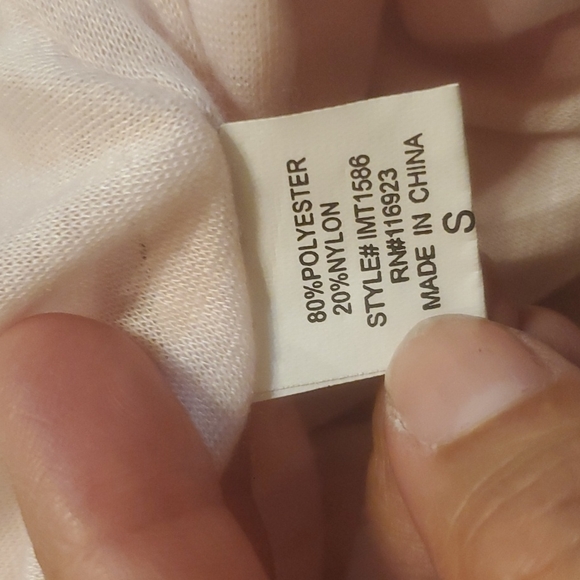 80%POLYESTER
20%NYLON
STYLE# IMT1586
RN#116923
MADE IN CHINA
S